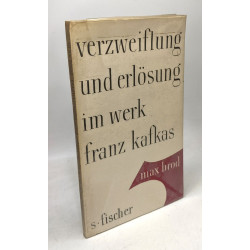 verzweiflung
und erlösung
im werk
franz kafkas
max brod
s. fischer